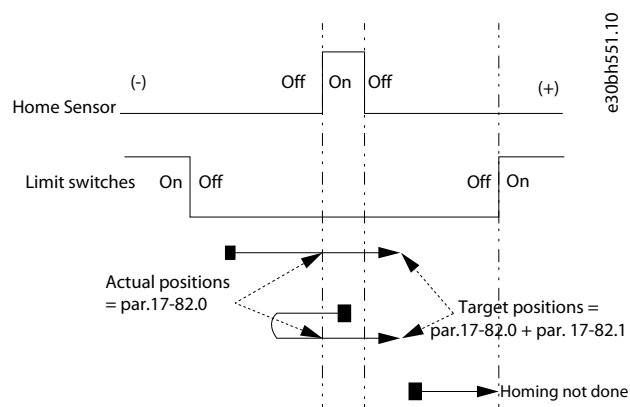 e30bh551.10
(-)
Off
On
Off
(+)
Home Sensor
Limit switches
On
Off
Off
On
Actual positions
= par.17-82.0
Target positions =
par.17-82.0 + par. 17-82.1
Homing not done